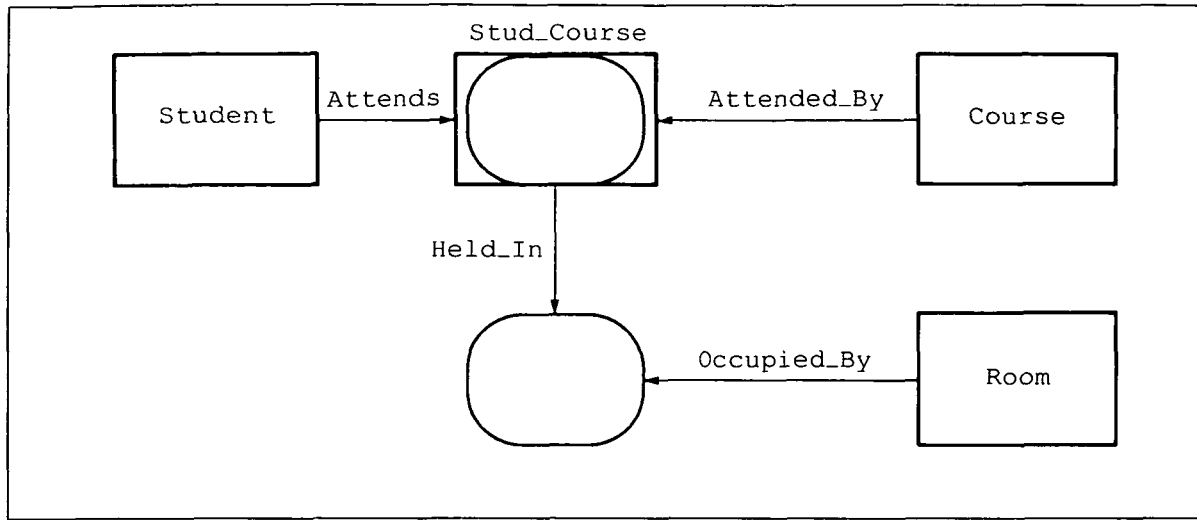 Stud_Course
Student
Attends
Attended_By
Course
Held_In
Occupied_By
Room